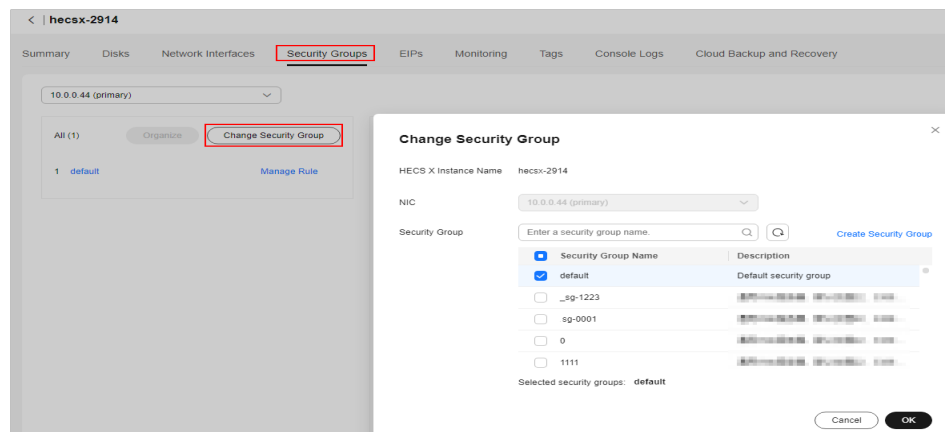 < | hecsx-2914
Summary Disks Network Interfaces Security Groups EIPs Monitoring Tags Console Logs Cloud Backup and Recovery
10.0.0.44 (primary)
All (1) Organize Change Security Group
1 default Manage Rule
Change Security Group
HECS X Instance Name hecsx-2914
NIC 10.0.0.44 (primary)
Security Group Enter a security group name. Create Security Group
Security Group Name Description
default Default security group
_sg-1223
sg-0001
0
1111
Selected security groups: default
Cancel OK